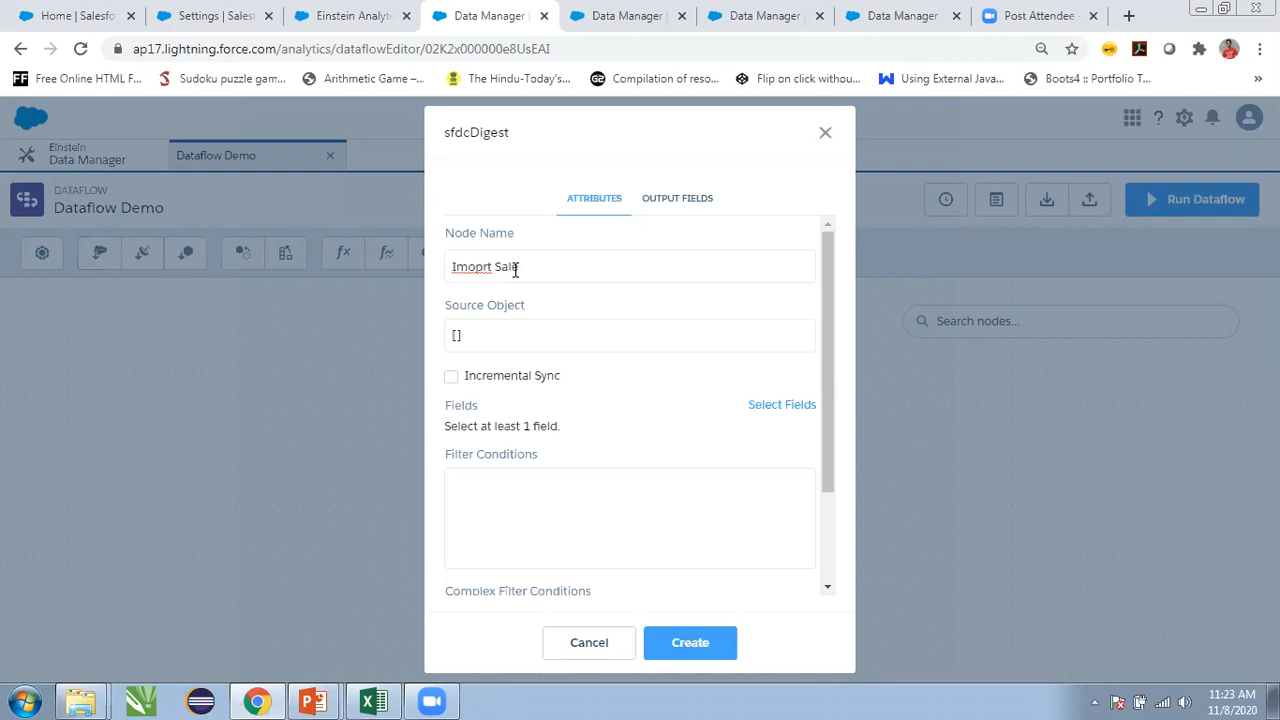 Home | Salesfo
Settings | Salesi
Einstein Analyti
Data Manager |
Data Manager |
Data Manager |
Data Manager
Post Attendee -
ap17.lightning.force.com/analytics/dataflowEditor/02K2x000000e8UsEAI
Free Online HTML F...
Sudoku puzzle gam...
Arithmetic Game –...
The Hindu-Today's...
Compilation of reso...
Flip on click withou...
Using External Java...
Boots4 :: Portfolio T...
»
Einstein
Data Manager
Dataflow Demo
DATAFLOW
Dataflow Demo
Run Dataflow
Search nodes...
sfdcDigest
ATTRIBUTES
OUTPUT FIELDS
Node Name
Imoprt Sale
Source Object
[]
Incremental Sync
Fields
Select Fields
Select at least 1 field.
Filter Conditions
Complex Filter Conditions
Cancel
Create
11:23 AM
11/8/2020